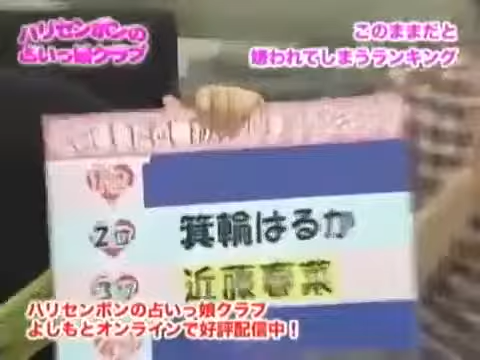 ハリセンボンの
占いっ娘クラブ
このままだと
嫌われてしまうランキング
2位
箕輪はるか
3位
近藤春菜
ハリセンボンの占いっ娘クラブ
よしもとオンラインで好評配信中！